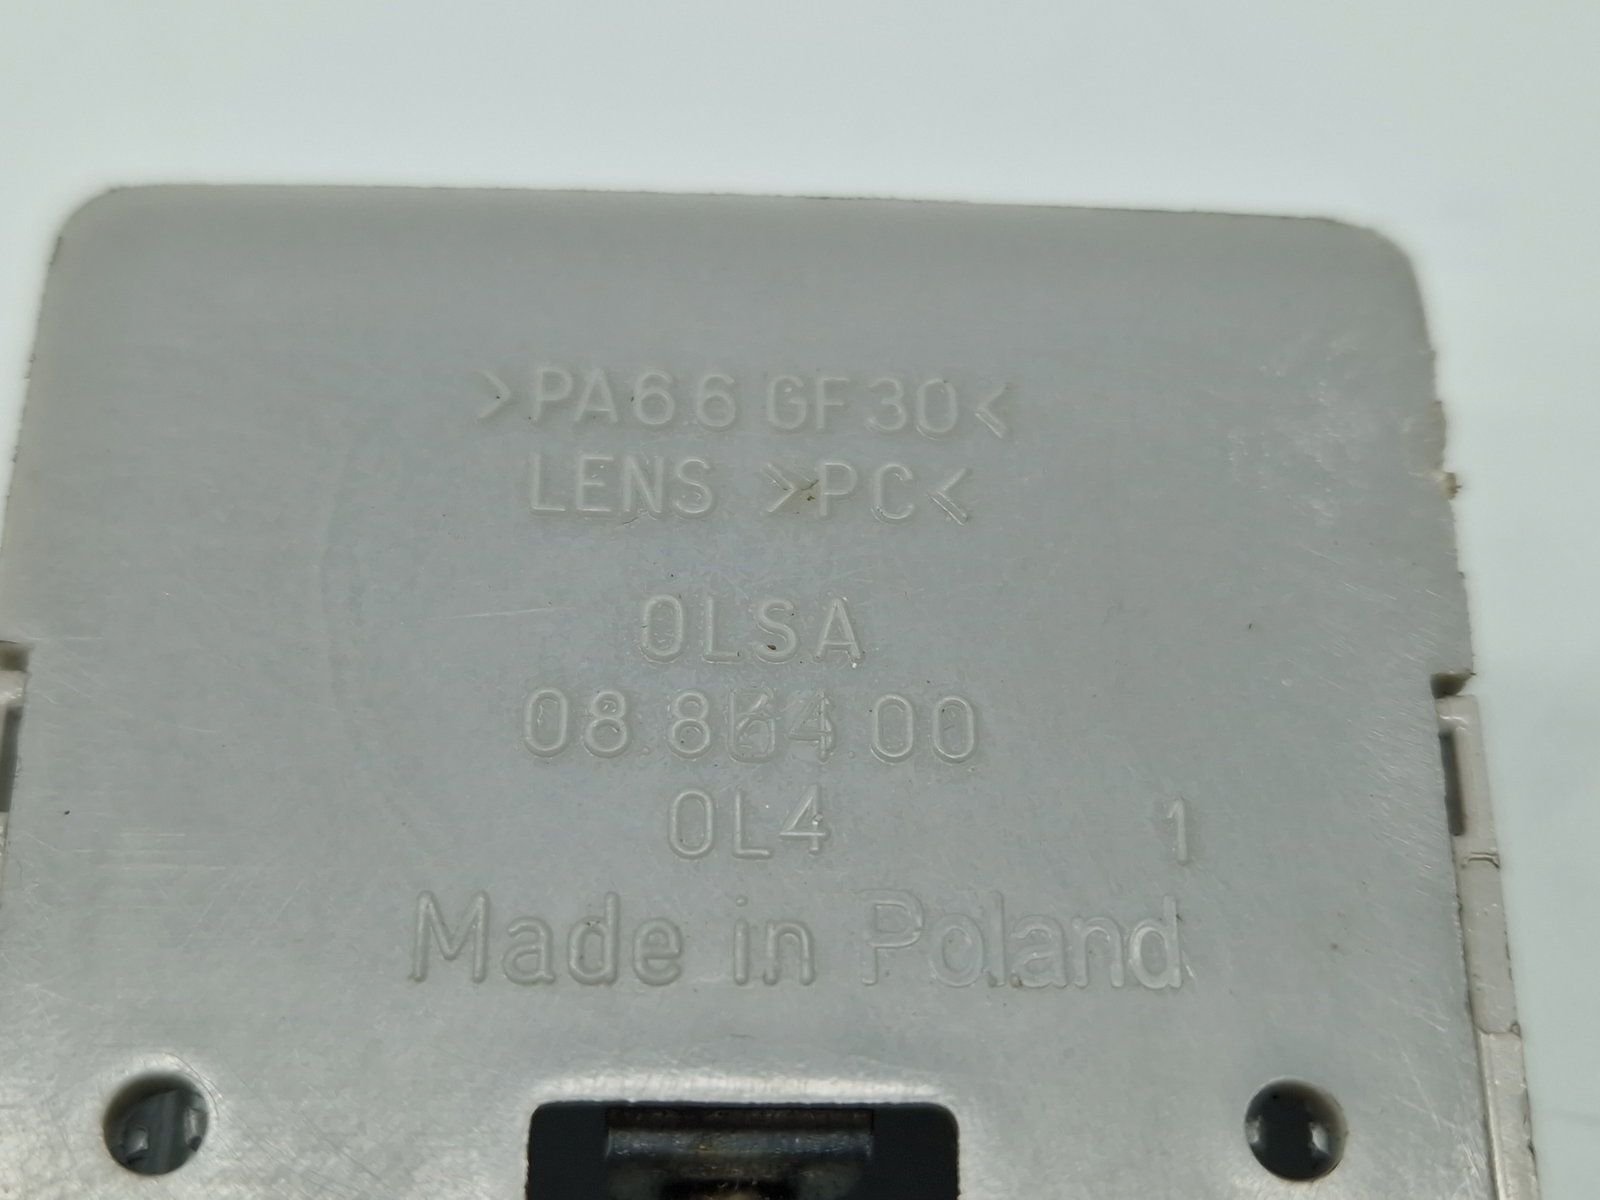 >PA66 GF30<
LENS >PC<
OLSA
08.864.00
OL4 1
Made in Poland